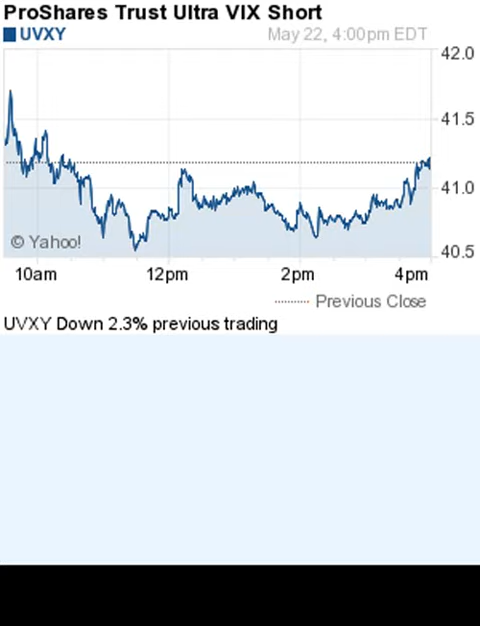 ProShares Trust Ultra VIX Short
UVXY May 22, 4:00pm EDT
42.0
41.5
41.0
40.5
© Yahoo!
10am 12pm 2pm 4pm
Previous Close
UVXY Down 2.3% previous trading